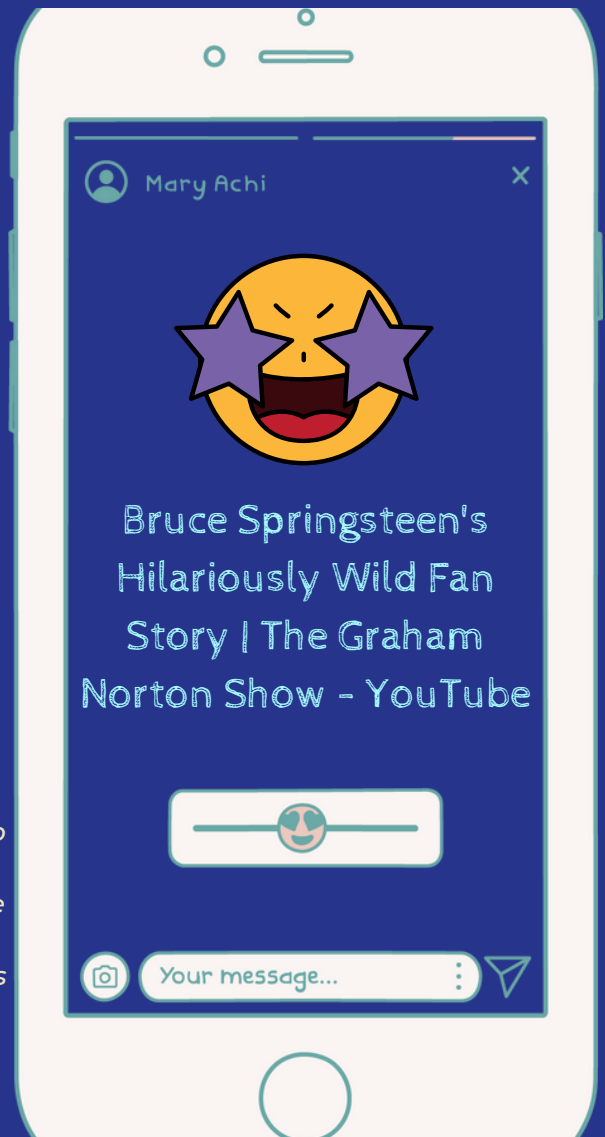 Mary Achi
Bruce Springsteen's
Hilariously Wild Fan
Story | The Graham
Norton Show - YouTube
Your message...